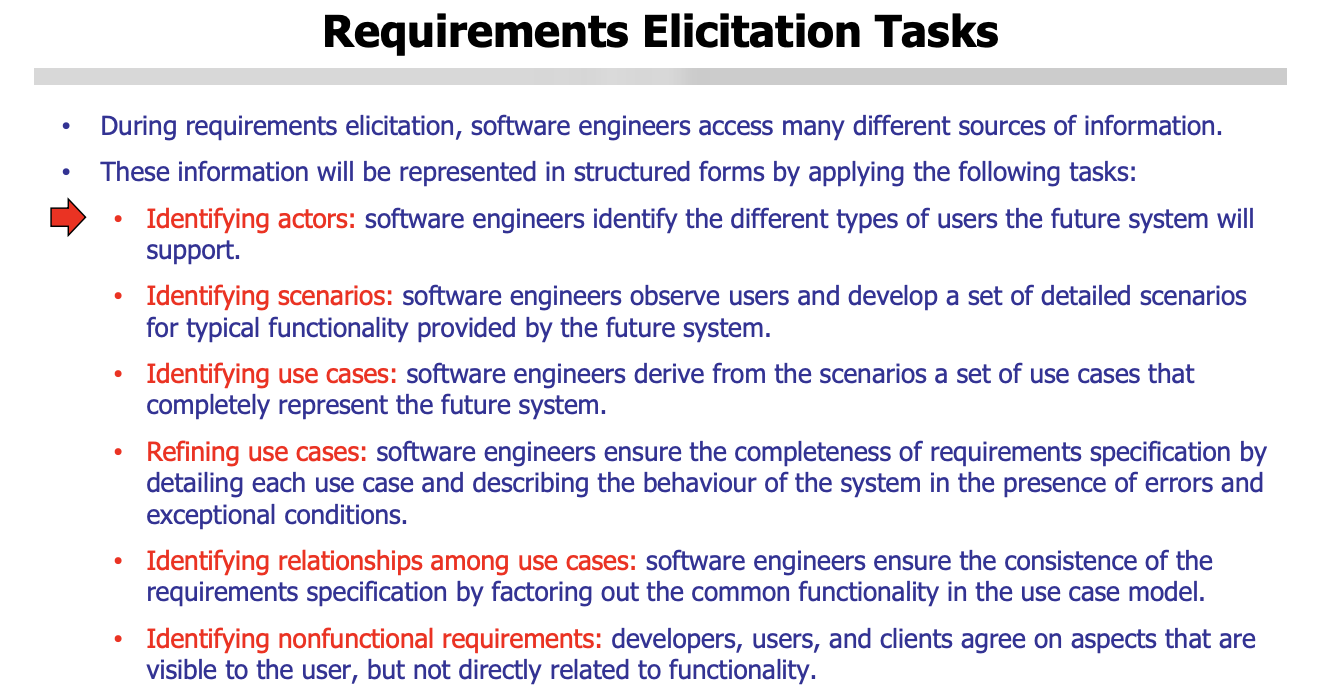 Requirements Elicitation Tasks
• During requirements elicitation, software engineers access many different sources of information.
• These information will be represented in structured forms by applying the following tasks:
• Identifying actors: software engineers identify the different types of users the future system will
support.
• Identifying scenarios: software engineers observe users and develop a set of detailed scenarios
for typical functionality provided by the future system.
• Identifying use cases: software engineers derive from the scenarios a set of use cases that
completely represent the future system.
• Refining use cases: software engineers ensure the completeness of requirements specification by
detailing each use case and describing the behaviour of the system in the presence of errors and
exceptional conditions.
• Identifying relationships among use cases: software engineers ensure the consistence of the
requirements specification by factoring out the common functionality in the use case model.
• Identifying nonfunctional requirements: developers, users, and clients agree on aspects that are
visible to the user, but not directly related to functionality.